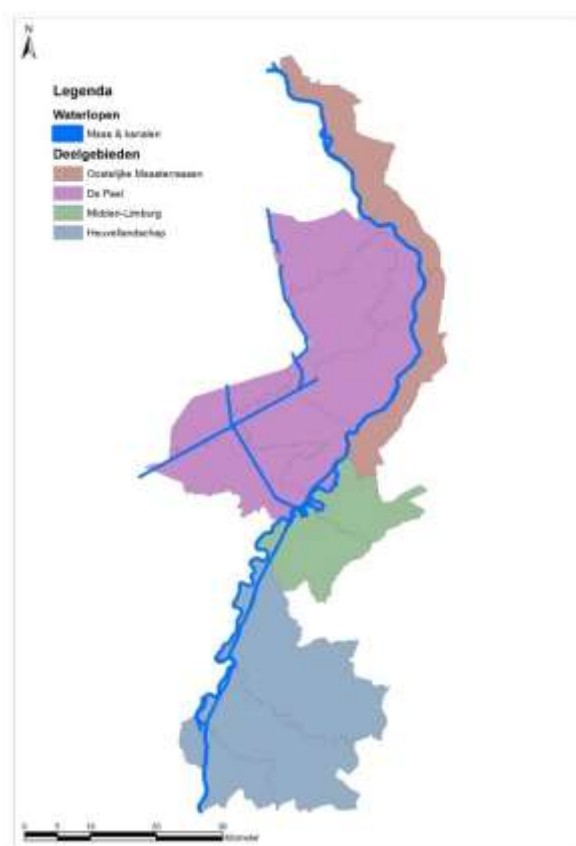 N
Legenda
Waterlopen
Maas & kanalen
Deelgebieden
Oostelijke Maasterrassen
De Peel
Midden-Limburg
Heuvellandschap
0 5 10 20 30
Kilometer